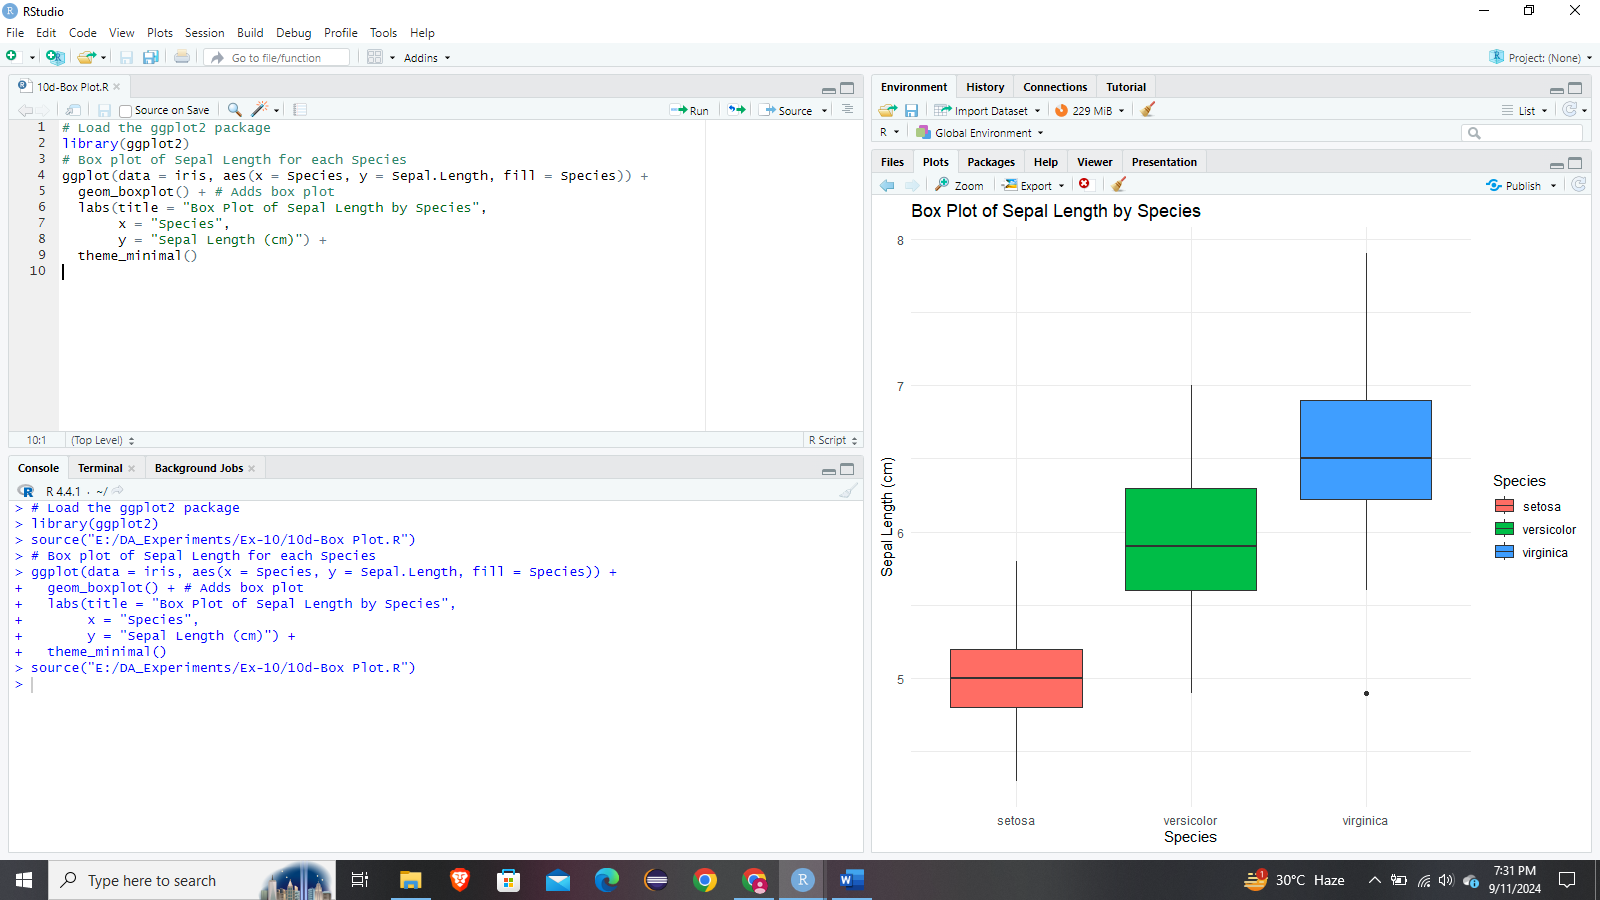 RStudio
File Edit Code View Plots Session Build Debug Profile Tools Help
Go to file/function Addins Project: (None)
10d-Box Plot.R
Source on Save Run Source
1 # Load the ggplot2 package
2 library(ggplot2)
3 # Box plot of Sepal Length for each Species
4 ggplot(data = iris, aes(x = Species, y = Sepal.Length, fill = Species)) +
5   geom_boxplot() + # Adds box plot
6   labs(title = "Box Plot of Sepal Length by Species",
7        x = "Species",
8        y = "Sepal Length (cm)") +
9   theme_minimal()
10
10:1 (Top Level) R Script
Console Terminal Background Jobs
R 4.4.1 · ~/
> # Load the ggplot2 package
> library(ggplot2)
> source("E:/DA_Experiments/Ex-10/10d-Box Plot.R")
> # Box plot of Sepal Length for each Species
> ggplot(data = iris, aes(x = Species, y = Sepal.Length, fill = Species)) +
+   geom_boxplot() + # Adds box plot
+   labs(title = "Box Plot of Sepal Length by Species",
+        x = "Species",
+        y = "Sepal Length (cm)") +
+   theme_minimal()
> source("E:/DA_Experiments/Ex-10/10d-Box Plot.R")
>
Environment History Connections Tutorial
Import Dataset 229 MiB List
R Global Environment
Files Plots Packages Help Viewer Presentation
Zoom Export Publish
Box Plot of Sepal Length by Species
8
7
6
5
Sepal Length (cm)
setosa versicolor virginica
Species
Species
setosa
versicolor
virginica
Type here to search
1
30°C Haze
7:31 PM
9/11/2024